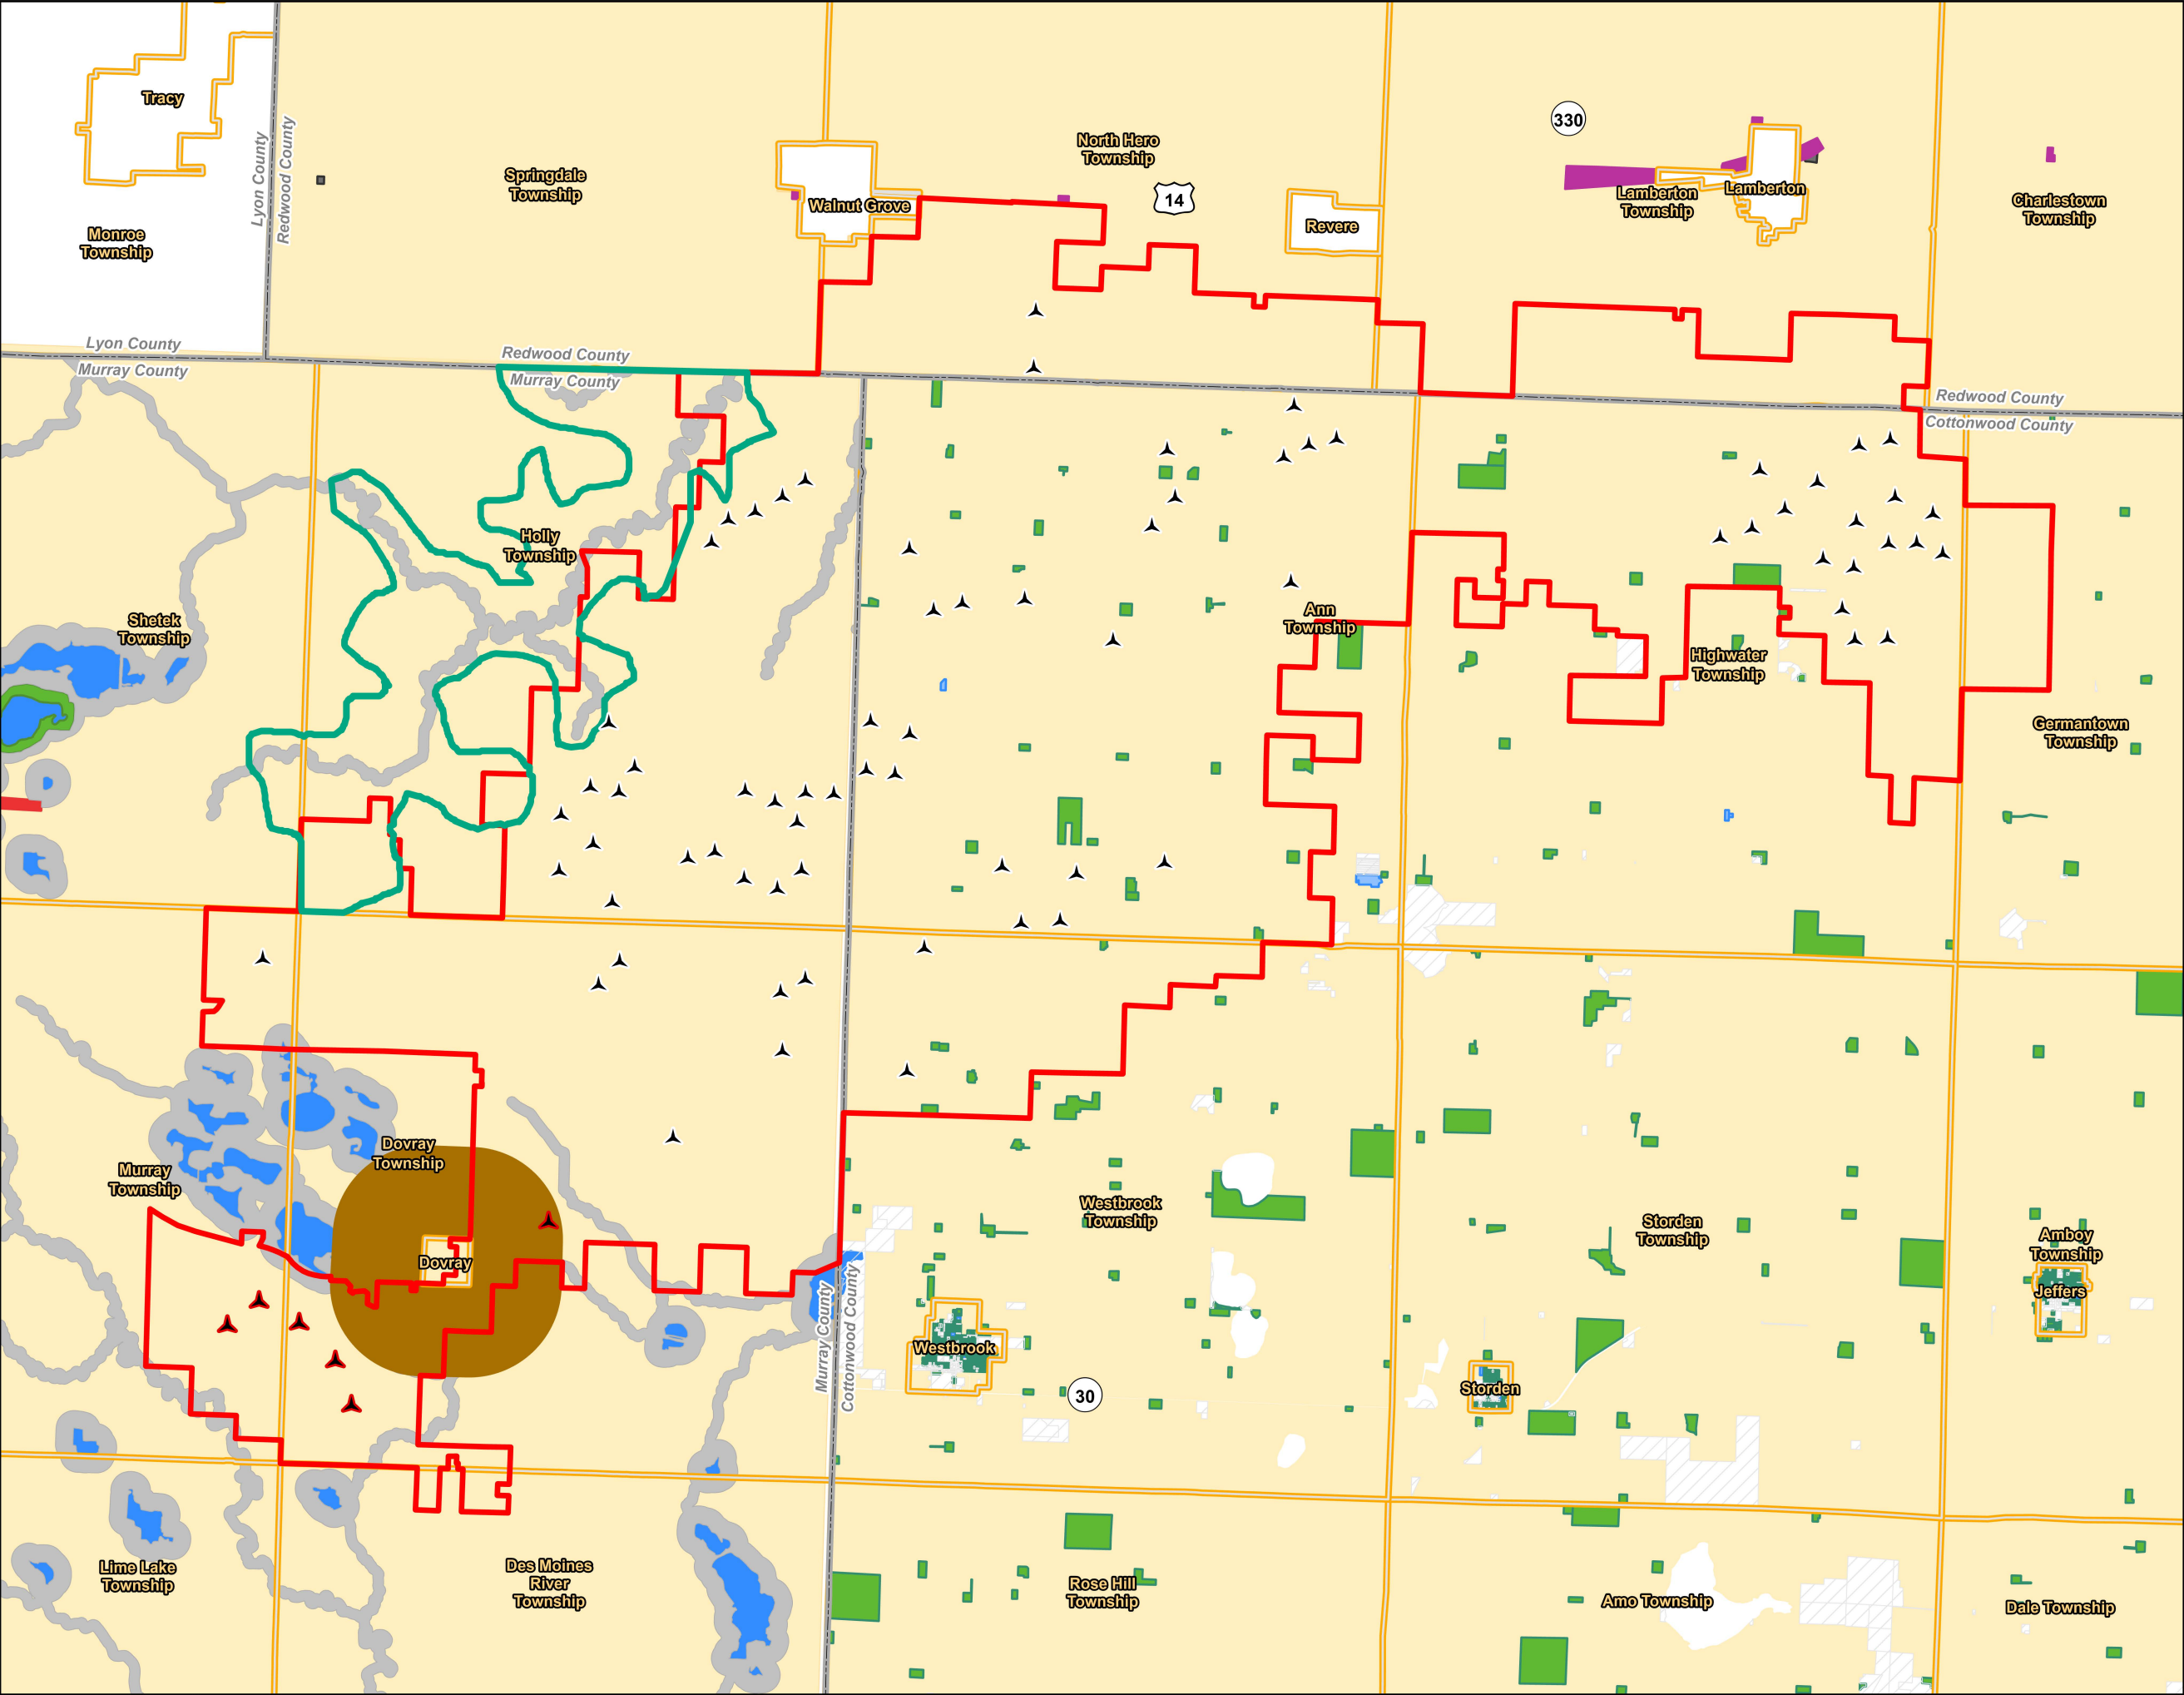 Tracy
Lyon County
Redwood County
Monroe
Township
Springdale
Township
Walnut Grove
North Hero
Township
14
Revere
330
Lamberton
Township
Lamberton
Charlestown
Township
Lyon County
Murray County
Redwood County
Murray County
Redwood County
Cottonwood County
Holly
Township
Shetek
Township
Ann
Township
Highwater
Township
Germantown
Township
Dovray
Township
Murray
Township
Dovray
Westbrook
Township
Storden
Township
Amboy
Township
Jeffers
Murray County
Cottonwood County
Westbrook
30
Storden
Lime Lake
Township
Des Moines
River
Township
Rose Hill
Township
Amo Township
Dale Township